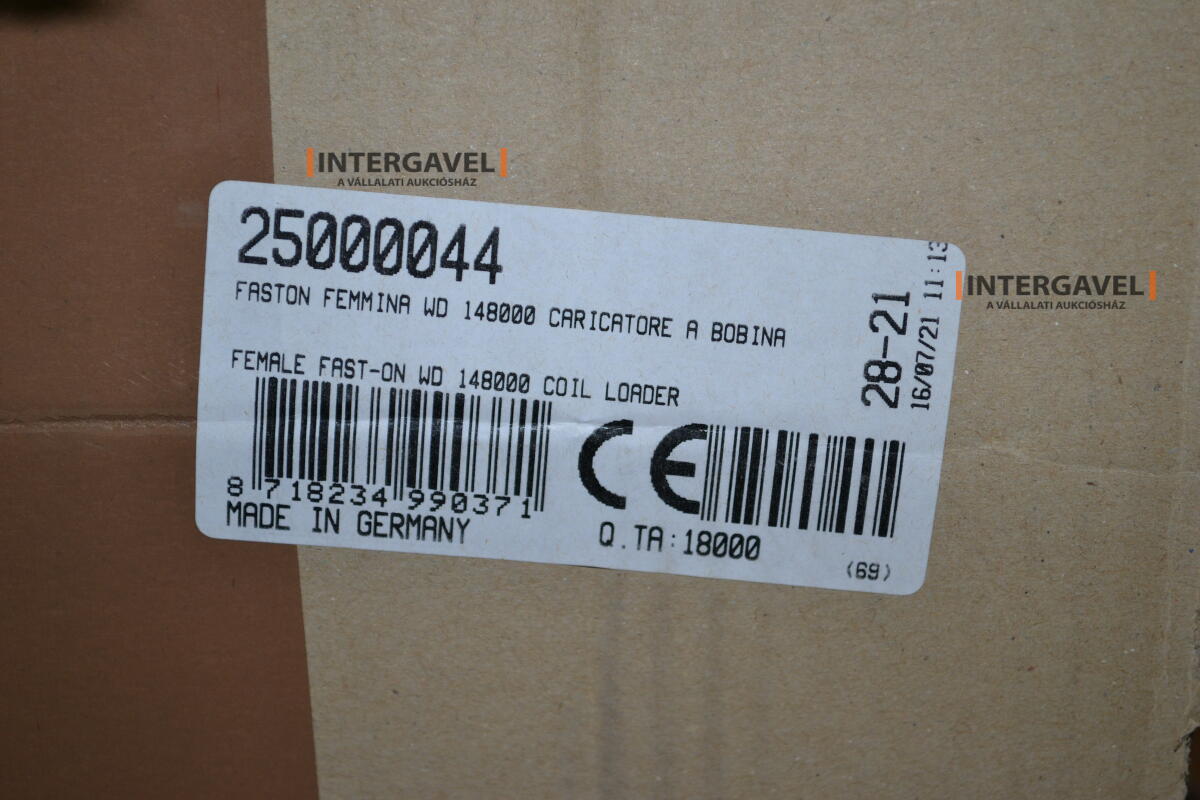 INTERGAVEL
A VÁLLALATI AUKCIÓSHÁZ
25000044
FASTON FEMMINA WD 148000 CARICATORE A BOBINA
FEMALE FAST-ON WD 148000 COIL LOADER
8 718234 990371
MADE IN GERMANY
CE
Q.TA:18000
(69)
28-21
16/07/21 11:13
INTERGAVEL
A VÁLLALATI AUKCIÓSHÁZ